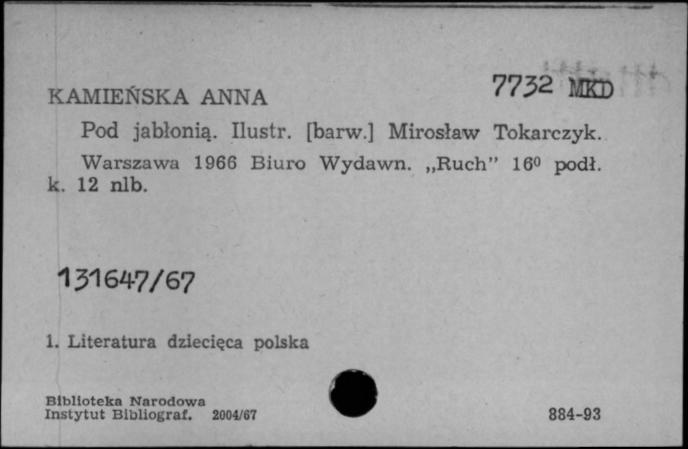 7732 MKD
KAMIEŃSKA ANNA
Pod jabłonią. Ilustr. [barw.] Mirosław Tokarczyk.
Warszawa 1966 Biuro Wydawn. „Ruch” 16⁰ podł.
k. 12 nlb.
131647/67
1. Literatura dziecięca polska
Biblioteka Narodowa
Instytut Bibliograf. 2004/67
884-93